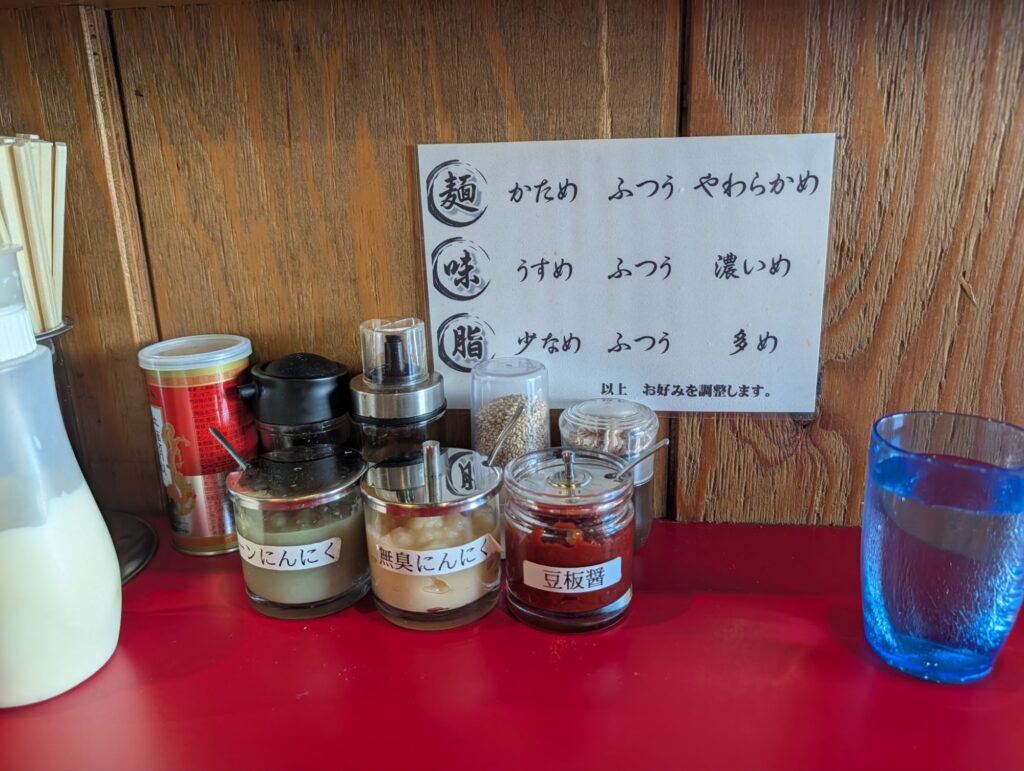 麺 かため ふつう やわらかめ
味 うすめ ふつう 濃いめ
脂 少なめ ふつう 多め
以上 お好みを調整します。
ンにんにく
無臭にんにく
豆板醤